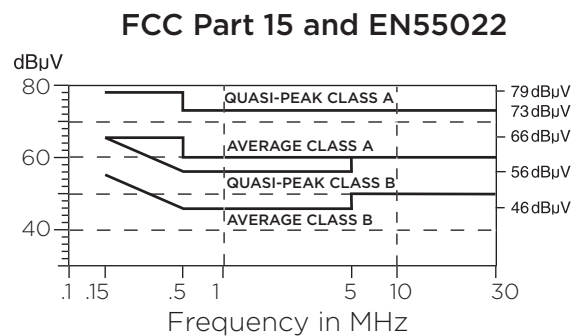 FCC Part 15 and EN55022
dBµV
80
60
40
QUASI-PEAK CLASS A
AVERAGE CLASS A
QUASI-PEAK CLASS B
AVERAGE CLASS B
79dBµV
73dBµV
66dBµV
56dBµV
46dBµV
.1 .15 .5 1 5 10 30
Frequency in MHz